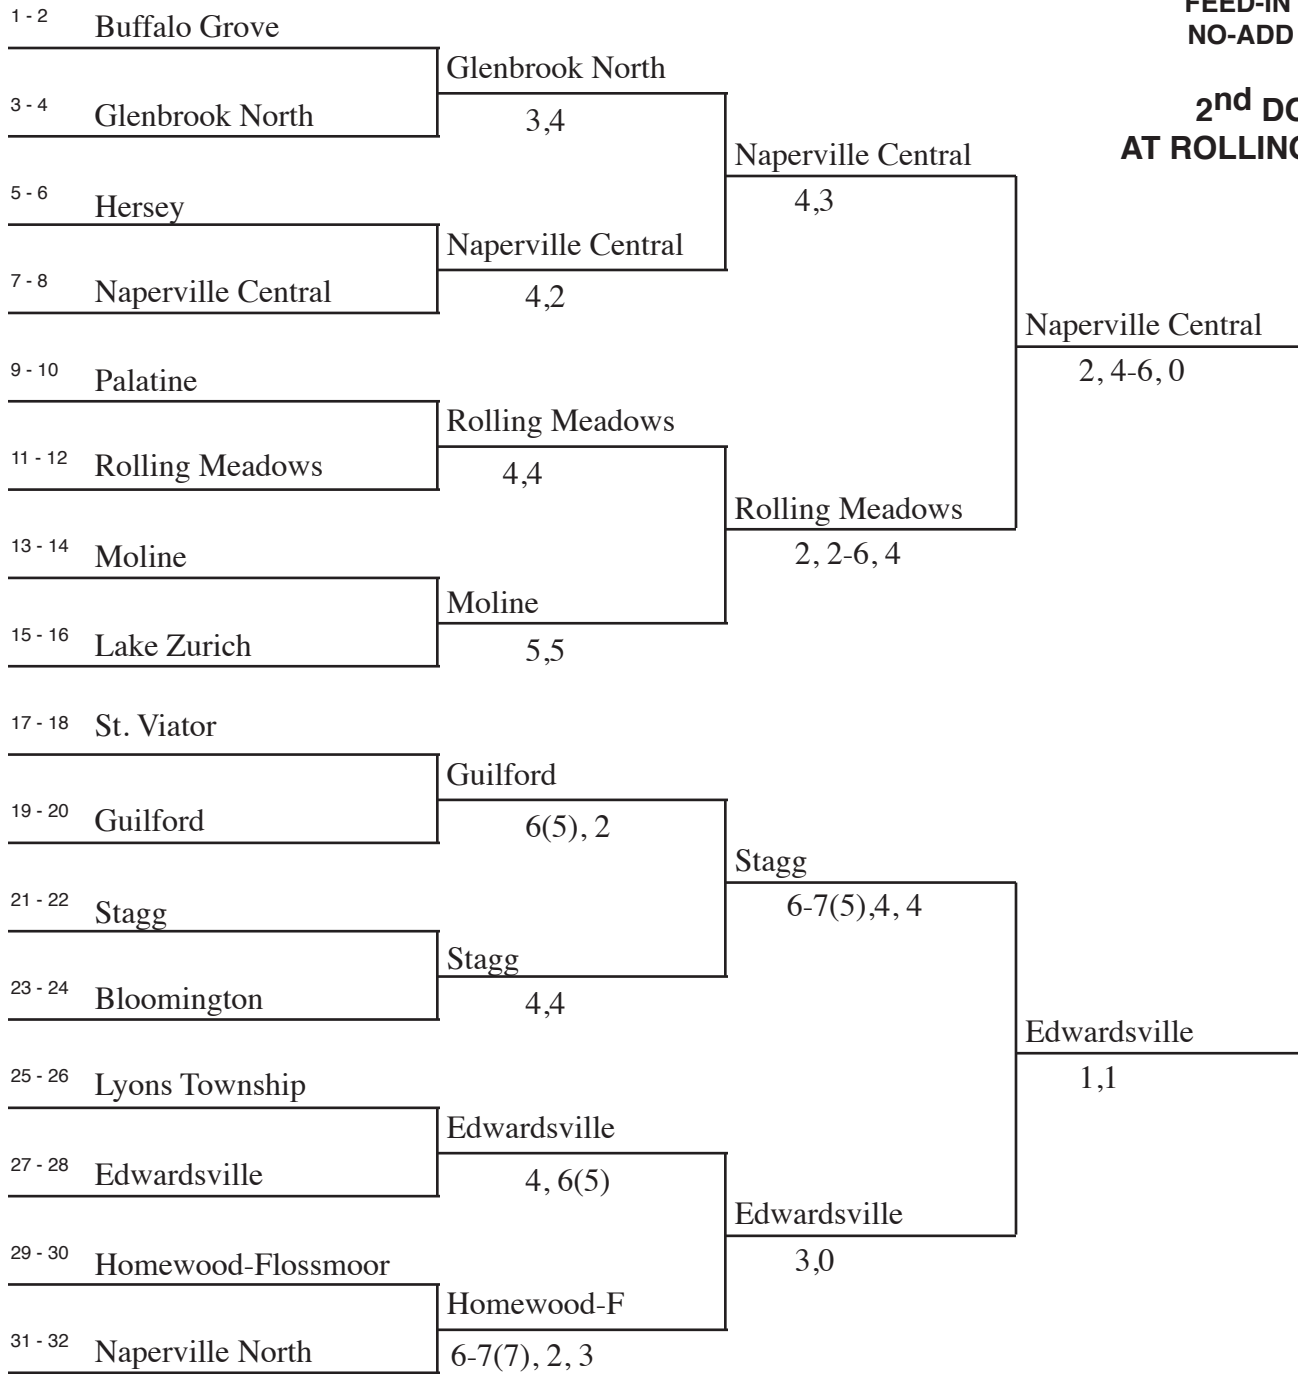 FEED-IN
NO-ADD
2nd DO
AT ROLLING
1 - 2 Buffalo Grove
Glenbrook North
3 - 4 Glenbrook North
3,4
Naperville Central
4,3
5 - 6 Hersey
Naperville Central
7 - 8 Naperville Central
4,2
Naperville Central
2, 4-6, 0
9 - 10 Palatine
Rolling Meadows
11 - 12 Rolling Meadows
4,4
Rolling Meadows
2, 2-6, 4
13 - 14 Moline
Moline
15 - 16 Lake Zurich
5,5
17 - 18 St. Viator
Guilford
19 - 20 Guilford
6(5), 2
Stagg
6-7(5),4, 4
21 - 22 Stagg
Stagg
23 - 24 Bloomington
4,4
Edwardsville
1,1
25 - 26 Lyons Township
Edwardsville
27 - 28 Edwardsville
4, 6(5)
Edwardsville
3,0
29 - 30 Homewood-Flossmoor
Homewood-F
31 - 32 Naperville North
6-7(7), 2, 3